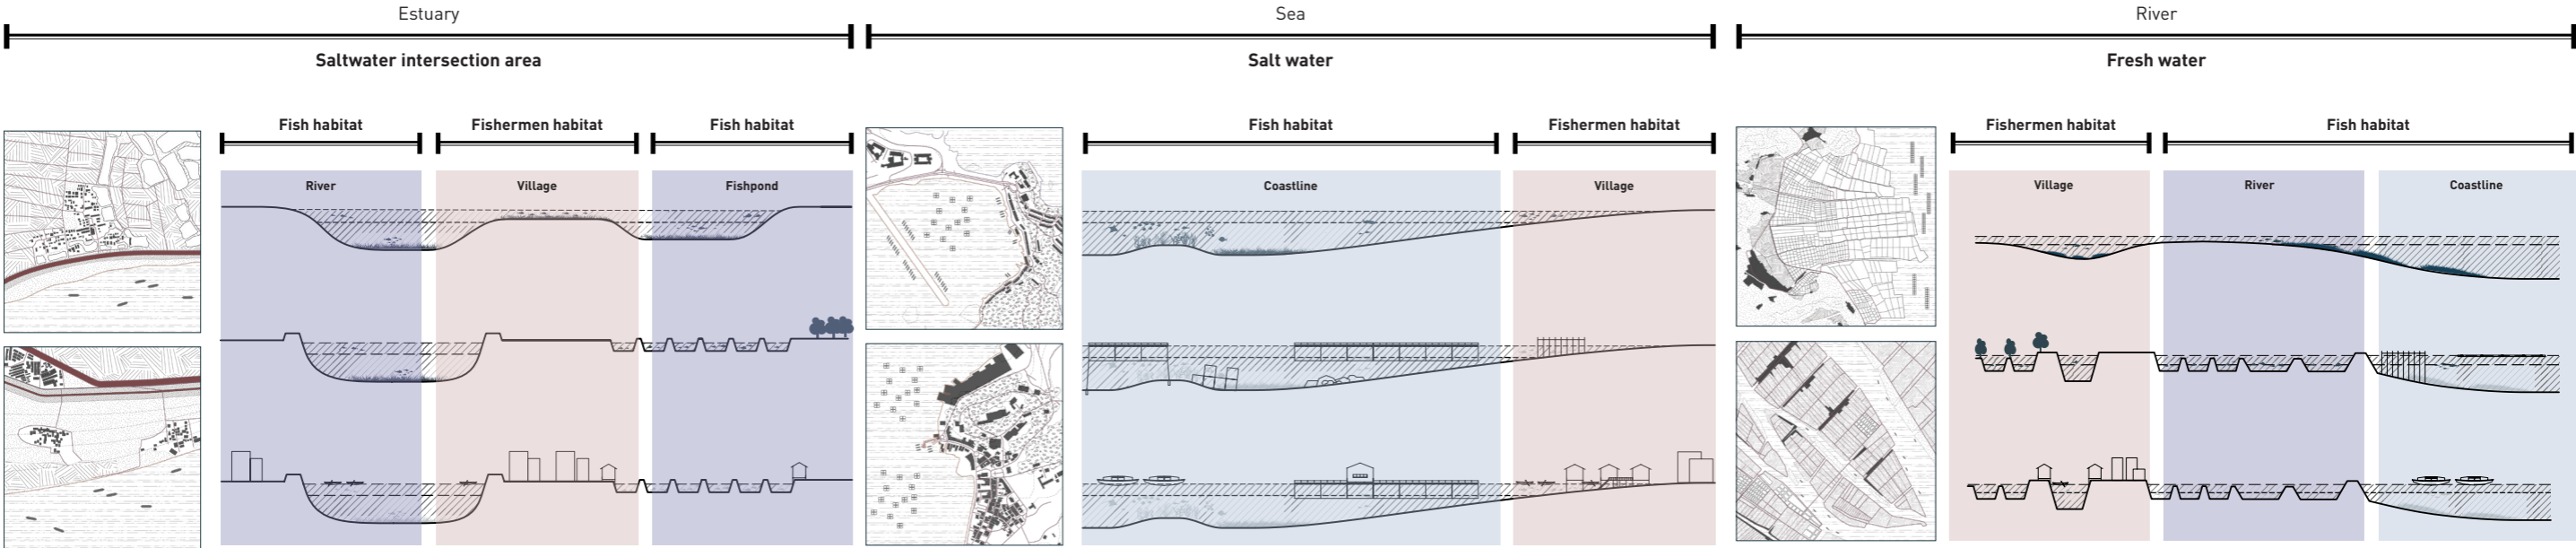 Estuary
Saltwater intersection area
Fish habitat
Fishermen habitat
Fish habitat
River
Village
Fishpond
Sea
Salt water
Fish habitat
Fishermen habitat
Coastline
Village
River
Fresh water
Fishermen habitat
Fish habitat
Village
River
Coastline